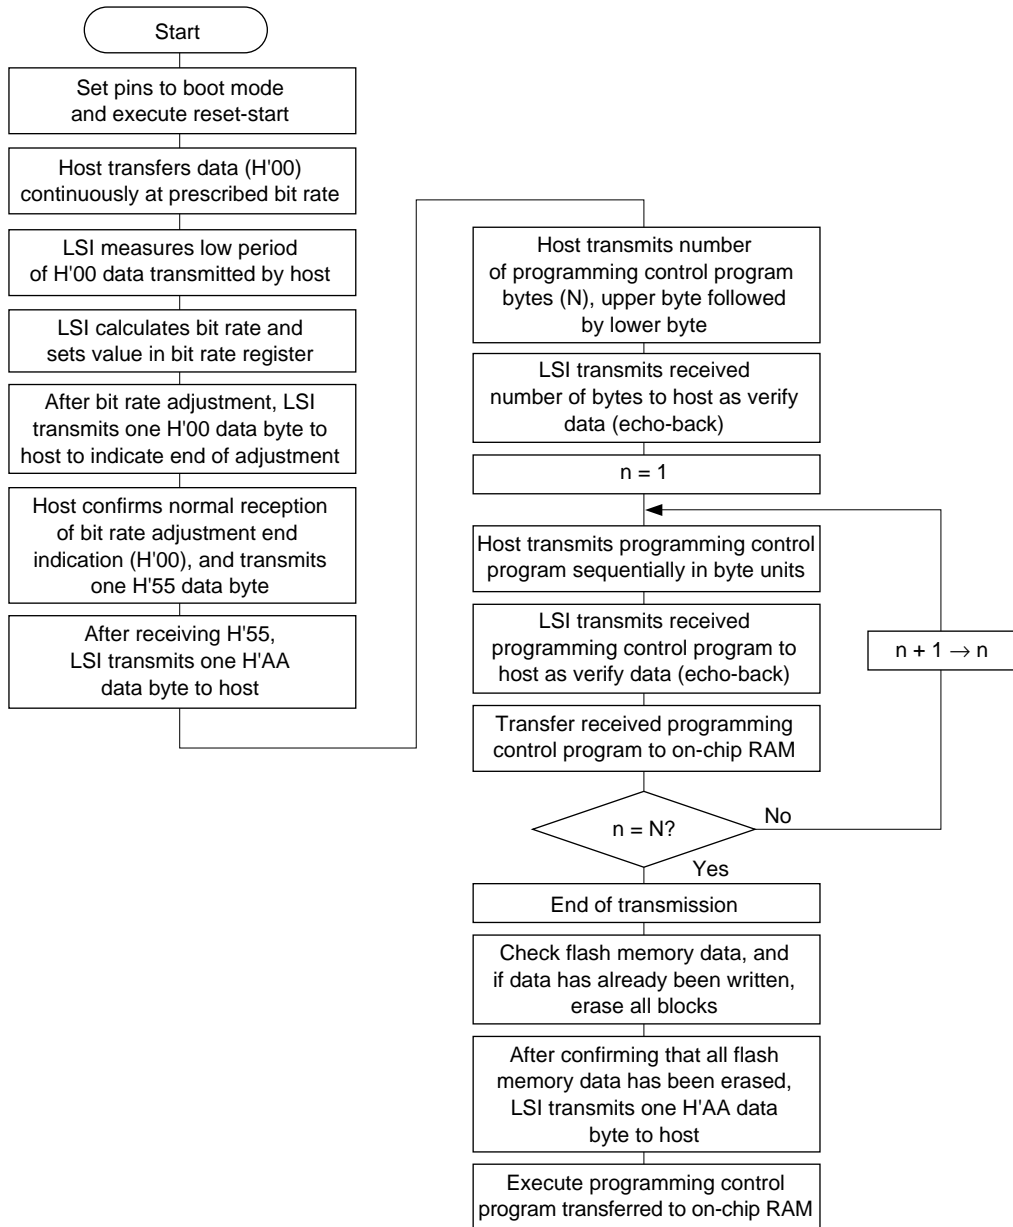 Start
Set pins to boot mode
and execute reset-start
Host transfers data (H'00)
continuously at prescribed bit rate
LSI measures low period
of H'00 data transmitted by host
LSI calculates bit rate and
sets value in bit rate register
After bit rate adjustment, LSI
transmits one H'00 data byte to
host to indicate end of adjustment
Host confirms normal reception
of bit rate adjustment end
indication (H'00), and transmits
one H'55 data byte
After receiving H'55,
LSI transmits one H'AA
data byte to host
Host transmits number
of programming control program
bytes (N), upper byte followed
by lower byte
LSI transmits received
number of bytes to host as verify
data (echo-back)
n = 1
Host transmits programming control
program sequentially in byte units
LSI transmits received
programming control program to
host as verify data (echo-back)
n + 1 → n
Transfer received programming
control program to on-chip RAM
n = N?
No
Yes
End of transmission
Check flash memory data, and
if data has already been written,
erase all blocks
After confirming that all flash
memory data has been erased,
LSI transmits one H'AA data
byte to host
Execute programming control
program transferred to on-chip RAM